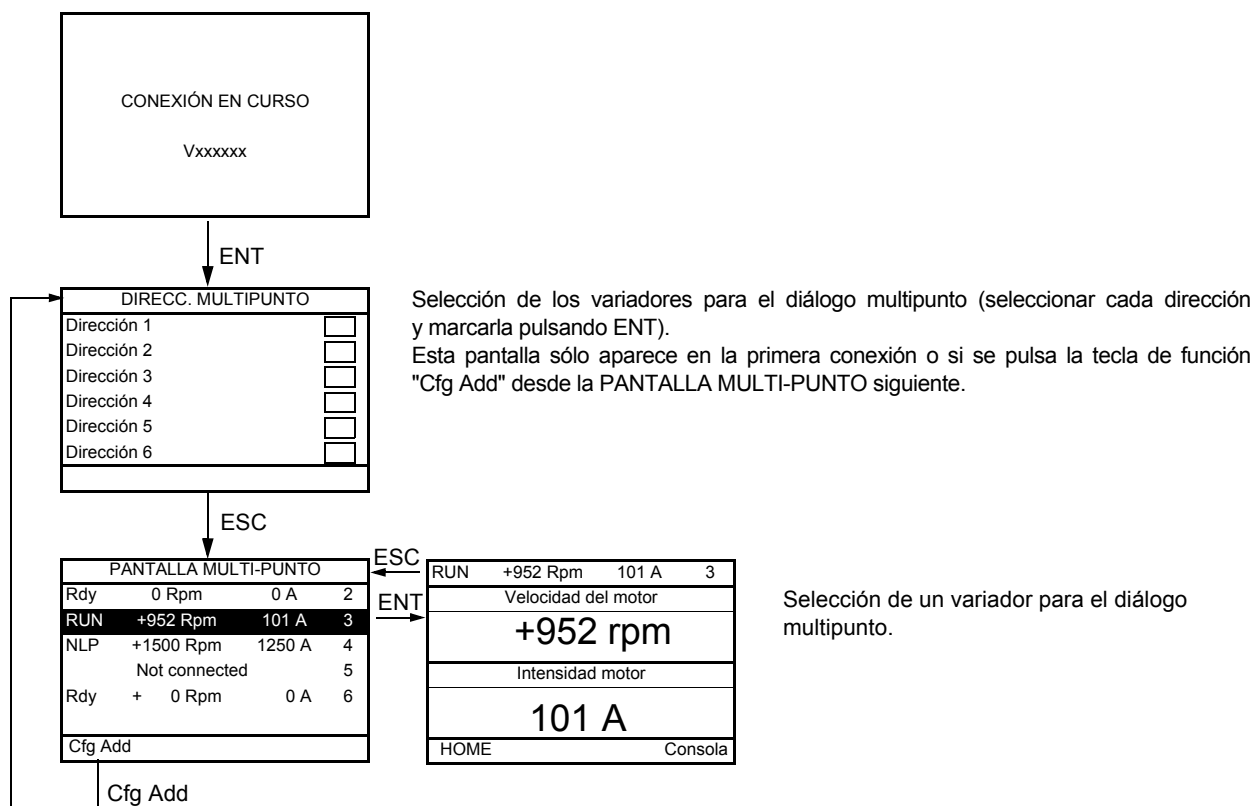 CONEXIÓN EN CURSO
Vxxxxxx
ENT
DIRECC. MULTIPUNTO
Dirección 1
Dirección 2
Dirección 3
Dirección 4
Dirección 5
Dirección 6
Selección de los variadores para el diálogo multipunto (seleccionar cada dirección
y marcarla pulsando ENT).
Esta pantalla sólo aparece en la primera conexión o si se pulsa la tecla de función
"Cfg Add" desde la PANTALLA MULTI-PUNTO siguiente.
ESC
PANTALLA MULTI-PUNTO
Rdy 0 Rpm 0 A 2
RUN +952 Rpm 101 A 3
NLP +1500 Rpm 1250 A 4
Not connected 5
Rdy + 0 Rpm 0 A 6
Cfg Add
ESC
ENT
RUN +952 Rpm 101 A 3
Velocidad del motor
+952 rpm
Intensidad motor
101 A
HOME Consola
Selección de un variador para el diálogo
multipunto.
Cfg Add